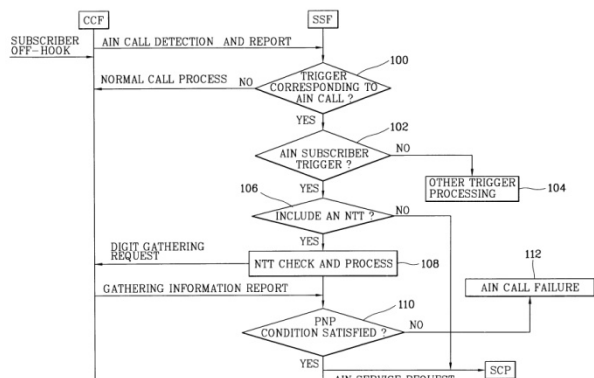 CCF
SSF
SUBSCRIBER
OFF-HOOK
AIN CALL DETECTION AND REPORT
100
NORMAL CALL PROCESS
NO
TRIGGER
CORRESPONDING TO
AIN CALL ?
YES
102
AIN SUBSCRIBER
TRIGGER ?
NO
OTHER TRIGGER
PROCESSING
104
YES
106
INCLUDE AN NTT ?
NO
YES
DIGIT GATHERING
REQUEST
NTT CHECK AND PROCESS
108
112
AIN CALL FAILURE
GATHERING INFORMATION REPORT
110
PNP
CONDITION SATISFIED ?
NO
YES
SCP
AIN SERVICE REQUEST